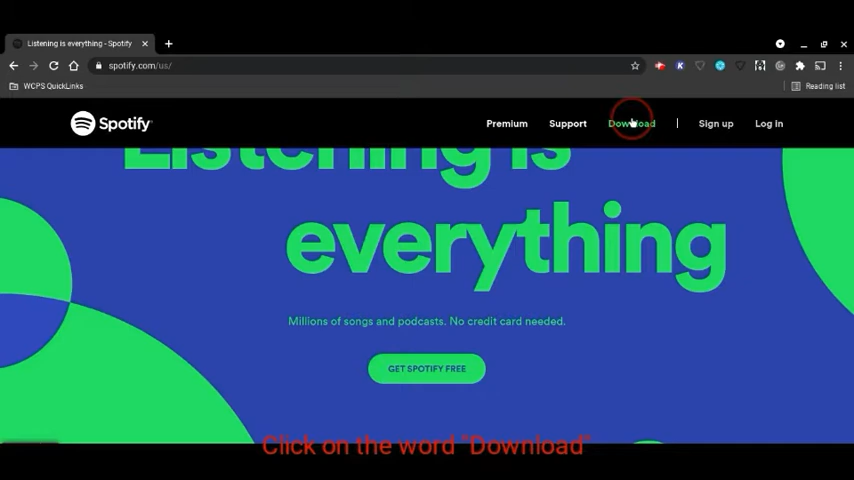 Listening is everything - Spotify
spotify.com/us/
WCPS QuickLinks
Reading list
Spotify
Premium
Support
Download
Sign up
Log In
Listening is
everything
Millions of songs and podcasts. No credit card needed.
GET SPOTIFY FREE
Click on the word "Download"